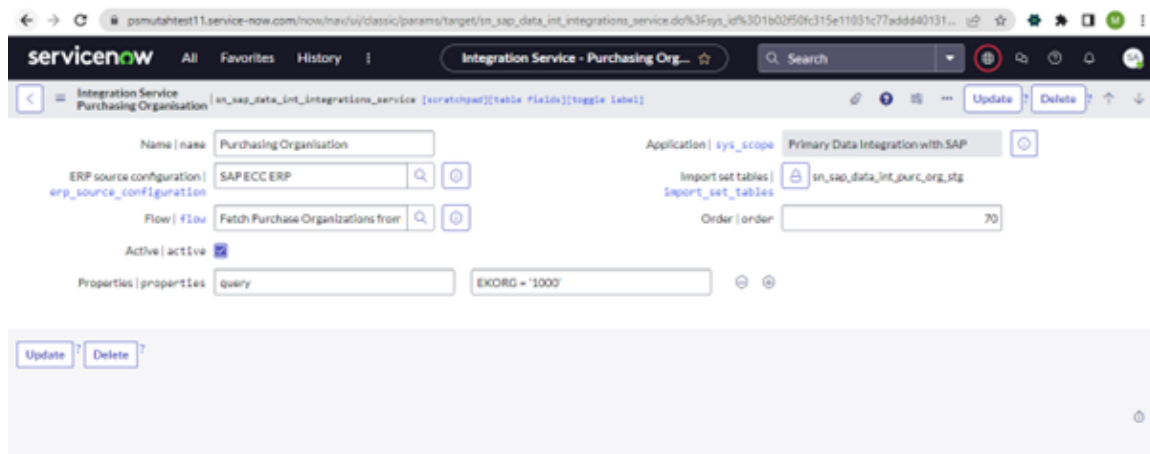 psmutahtest11.service-now.com/now/nav/ui/classic/params/target/sn_sap_data_int_integrations_service.do%3Fsys_id%3D1b02f50fc315e11031c77addd40131...
servicenow All Favorites History Integration Service - Purchasing Org... Search SA
Integration Service
Purchasing Organisation sn_sap_data_int_integrations_service [scratchpad][table fields][toggle label] Update ? Delete ?
Name | name Purchasing Organisation Application | sys_scope Primary Data Integration with SAP
ERP source configuration | SAP ECC ERP Import set tables | sn_sap_data_int_purc_org_stg
erp_source_configuration import_set_tables
Flow | flow Fetch Purchase Organizations from Order | order 70
Active | active
Properties | properties query EKORG = '1000'
Update ? Delete ?